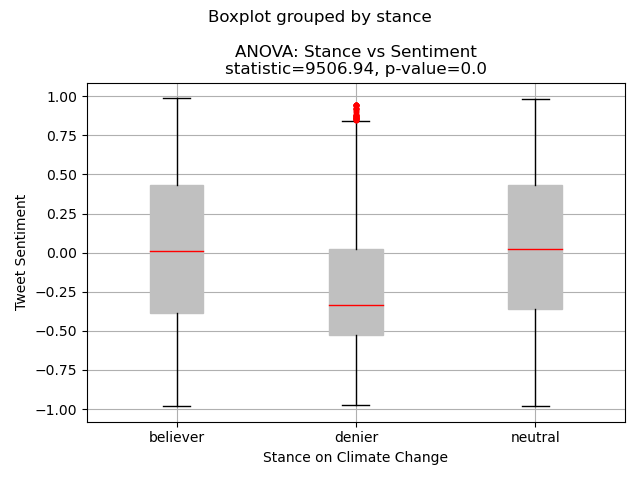 Boxplot grouped by stance
ANOVA: Stance vs Sentiment
statistic=9506.94, p-value=0.0
1.00
0.75
0.50
0.25
0.00
−0.25
−0.50
−0.75
−1.00
Tweet Sentiment
believer denier neutral
Stance on Climate Change